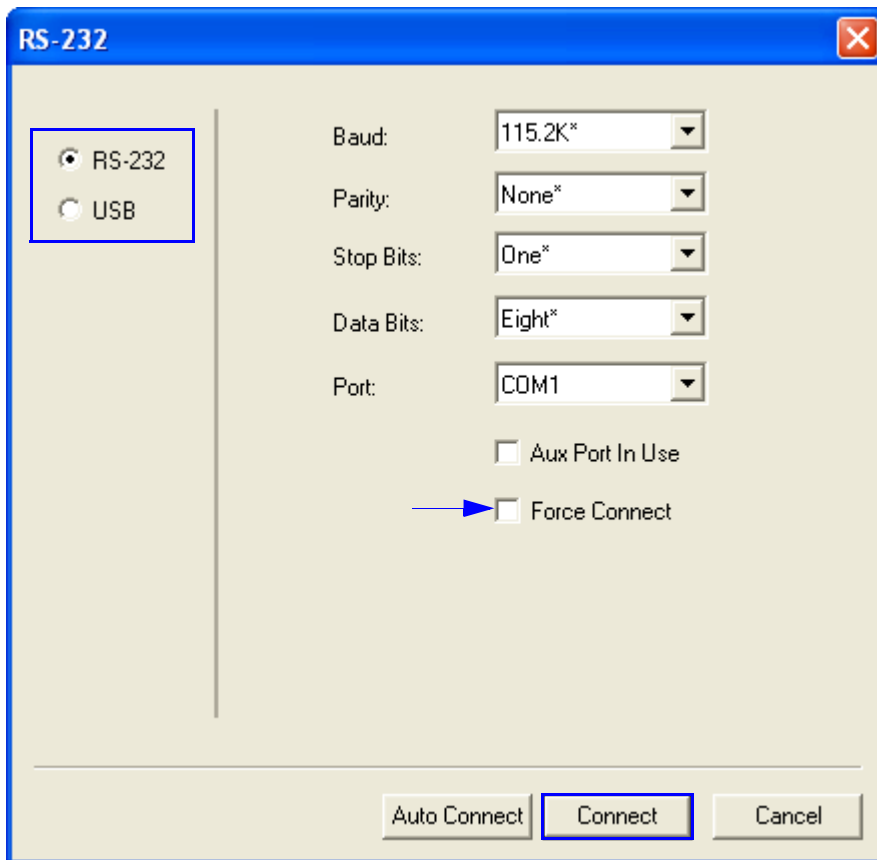 RS-232
RS-232
USB
Baud: 115.2K*
Parity: None*
Stop Bits: One*
Data Bits: Eight*
Port: COM1
Aux Port In Use
Force Connect
Auto Connect Connect Cancel